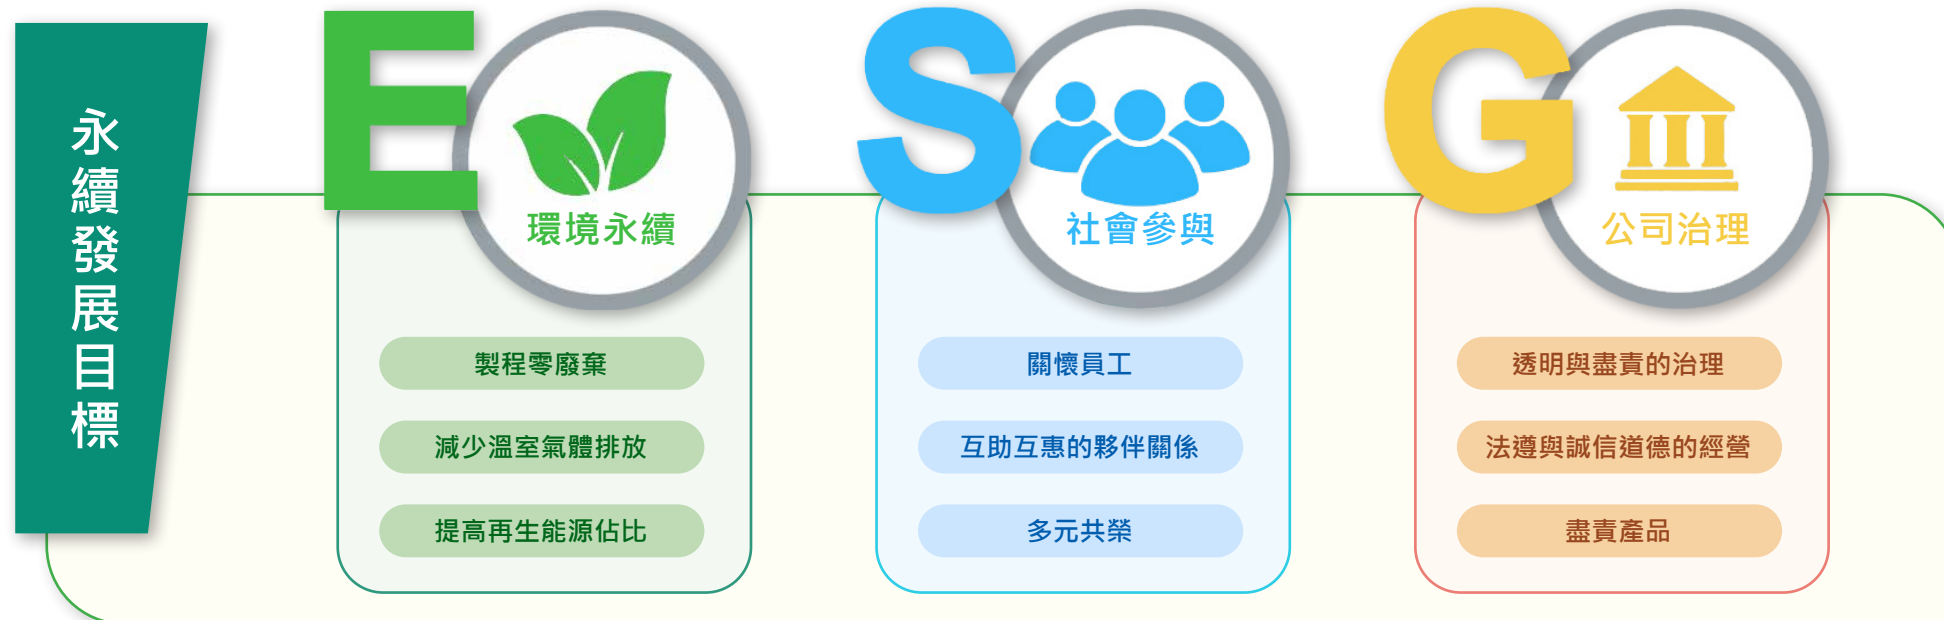 永續發展目標
E
環境永續
製程零廢棄
減少溫室氣體排放
提高再生能源佔比
S
社會參與
關懷員工
互助互惠的夥伴關係
多元共榮
G
公司治理
透明與盡責的治理
法遵與誠信道德的經營
盡責產品